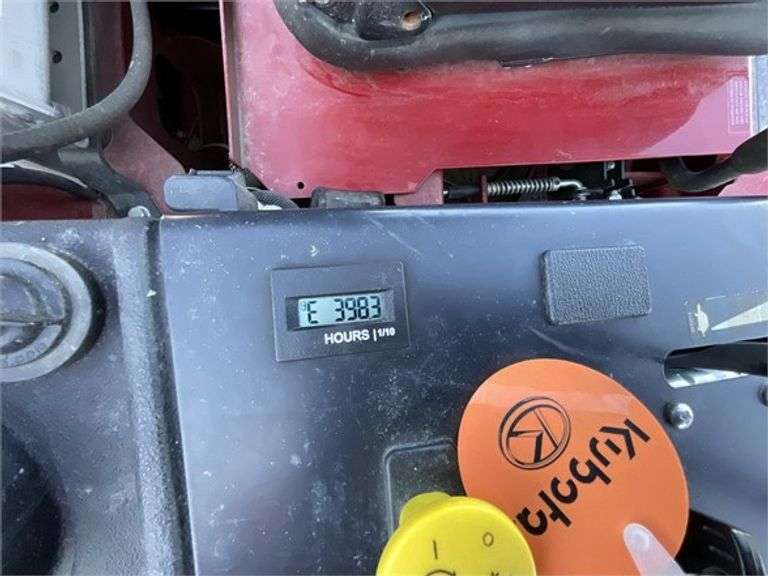 E 3983
HOURS | 1/10
Kubota
I O